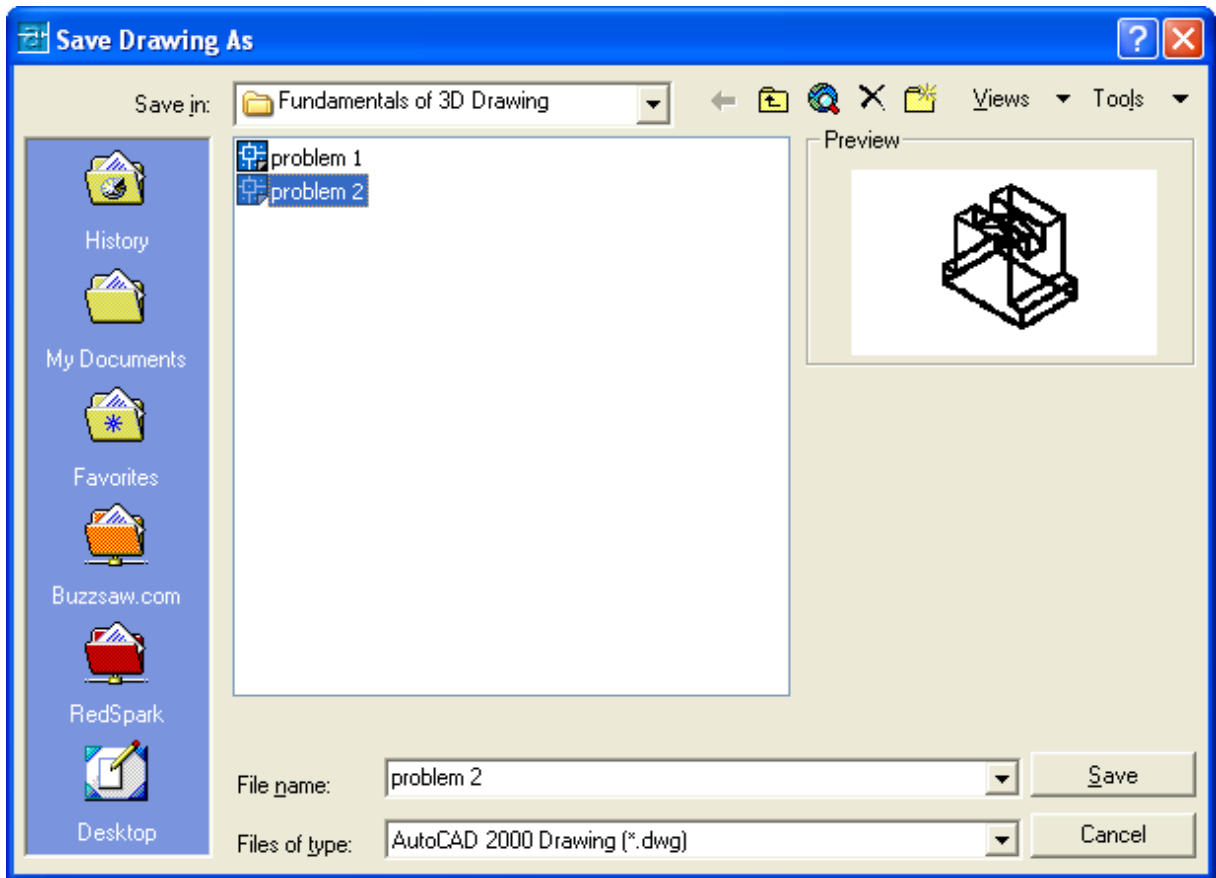 Save Drawing As
Save in: Fundamentals of 3D Drawing Views Tools
problem 1
problem 2
Preview
History
My Documents
Favorites
Buzzsaw.com
RedSpark
Desktop
File name: problem 2 Save
Files of type: AutoCAD 2000 Drawing (*.dwg) Cancel